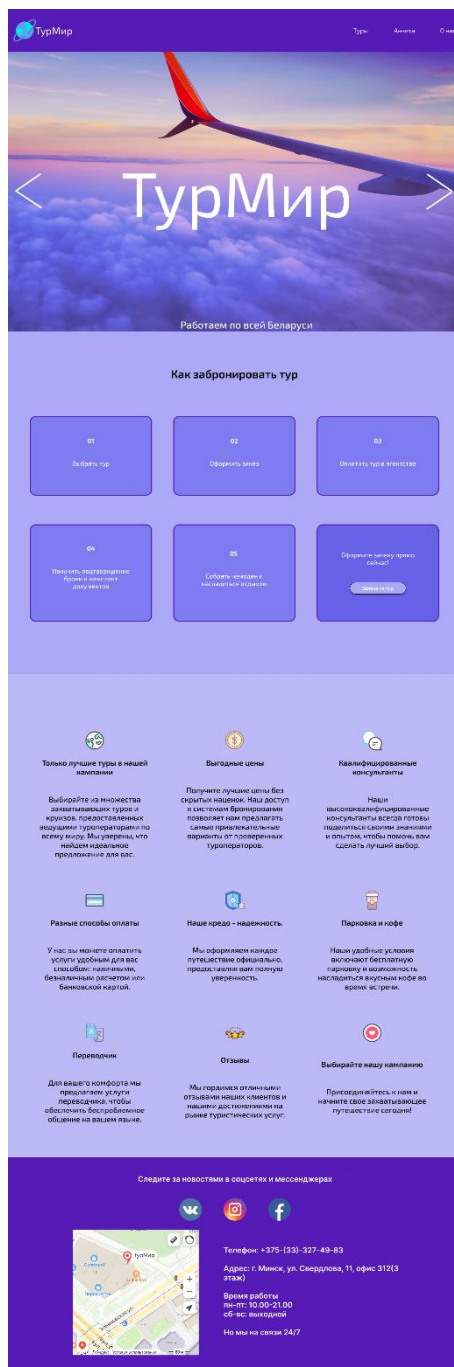 ТурМир
Туры Анкета О нас
ТурМир
Работаем по всей Беларуси
Как забронировать тур
01
Выбрать тур
02
Оформить заказ
03
Оплатить тур в агентстве
04
Получить подтверждение
брони и комплект
документов
05
Собрать чемодан и
насладиться отдыхом
Оформите заявку прямо
сейчас!
Только лучшие туры в нашей
кампании
Выбирайте из множества
захватывающих туров и
круизов, предоставленных
ведущими туроператорами по
всему миру. Мы уверены, что
найдем идеальное
предложение для вас.
Выгодные цены
Получите лучшие цены без
скрытых наценок. Наш доступ
к системам бронирования
позволяет нам предлагать
самые привлекательные
варианты от проверенных
туроператоров.
Квалифицированные
консультанты
Наши
высококвалифицированные
консультанты всегда готовы
поделиться своими знаниями
и опытом, чтобы помочь вам
сделать лучший выбор.
Разные способы оплаты
У нас вы можете оплатить
услуги удобным для вас
способом: наличными,
безналичным расчетом или
банковской картой.
Наше кредо - надежность.
Мы оформляем каждое
путешествие официально,
предоставляя вам полную
уверенность.
Парковка и кофе
Наши удобные условия
включают бесплатную
парковку и возможность
насладиться вкусным кофе во
время встречи.
Переводчик
Для вашего комфорта мы
предлагаем услуги
переводчика, чтобы
обеспечить беспроблемное
общение на вашем языке.
Отзывы
Мы гордимся отличными
отзывами наших клиентов и
нашими достижениями на
рынке туристических услуг.
Выбирайте нашу кампанию
Присоединяйтесь к нам и
начните свое захватывающее
путешествие сегодня!
Следите за новостями в соцсетях и мессенджерах
ТурМир
Телефон: +375-(33)-327-49-83
Адрес: г. Минск, ул. Свердлова, 11, офис 312(3
этаж)
Время работы
пн-пт: 10.00-21.00
сб-вс: выходной
Но мы на связи 24/7